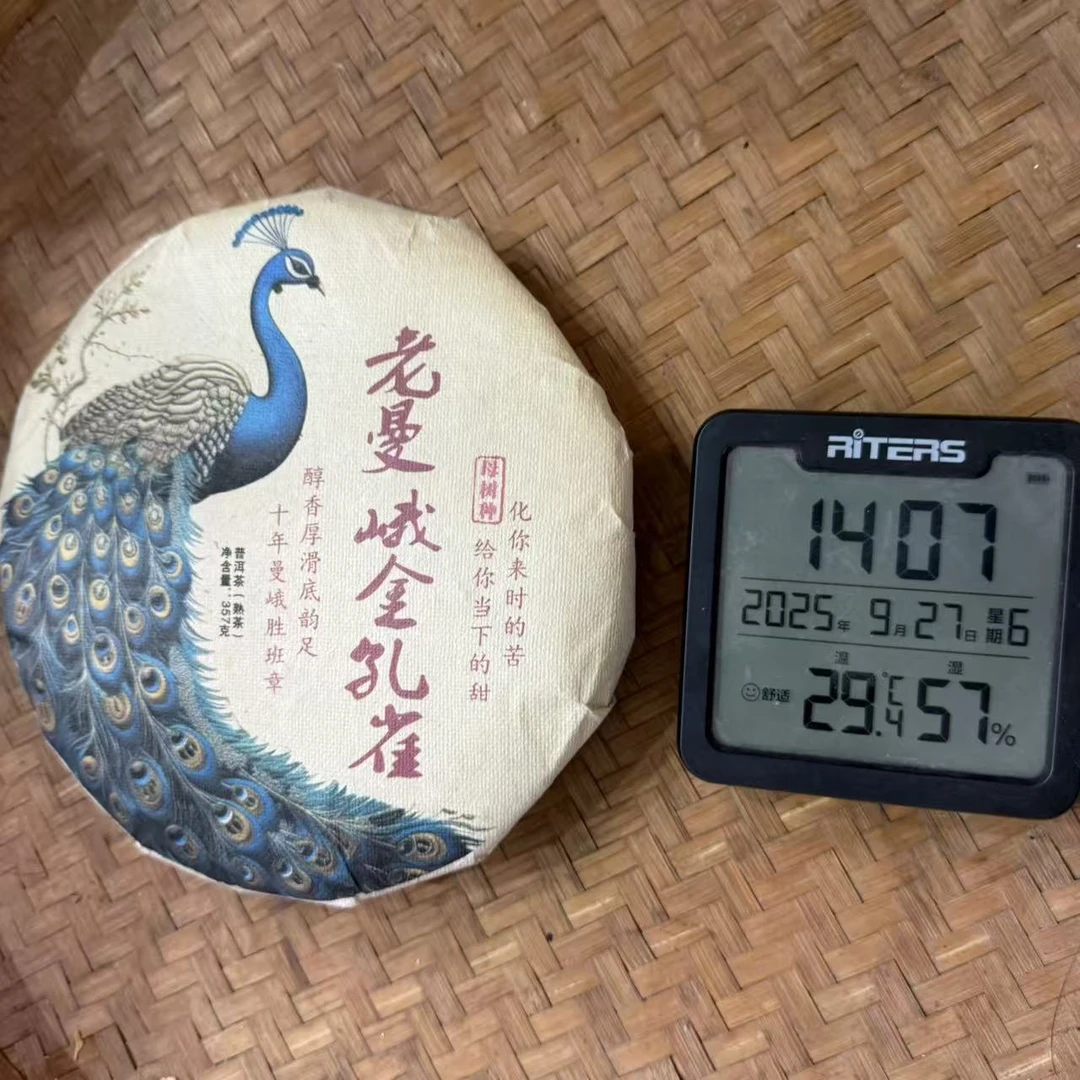 老曼峨金孔雀
母树种
化你来时的苦
给你当下的甜
醇香厚滑底韵足
十年曼峨胜班章
普洱茶(熟茶)
净含量:357克
RITERS
1407
2025年9月27日 星期6
温 湿
舒适 29.4℃ 57%